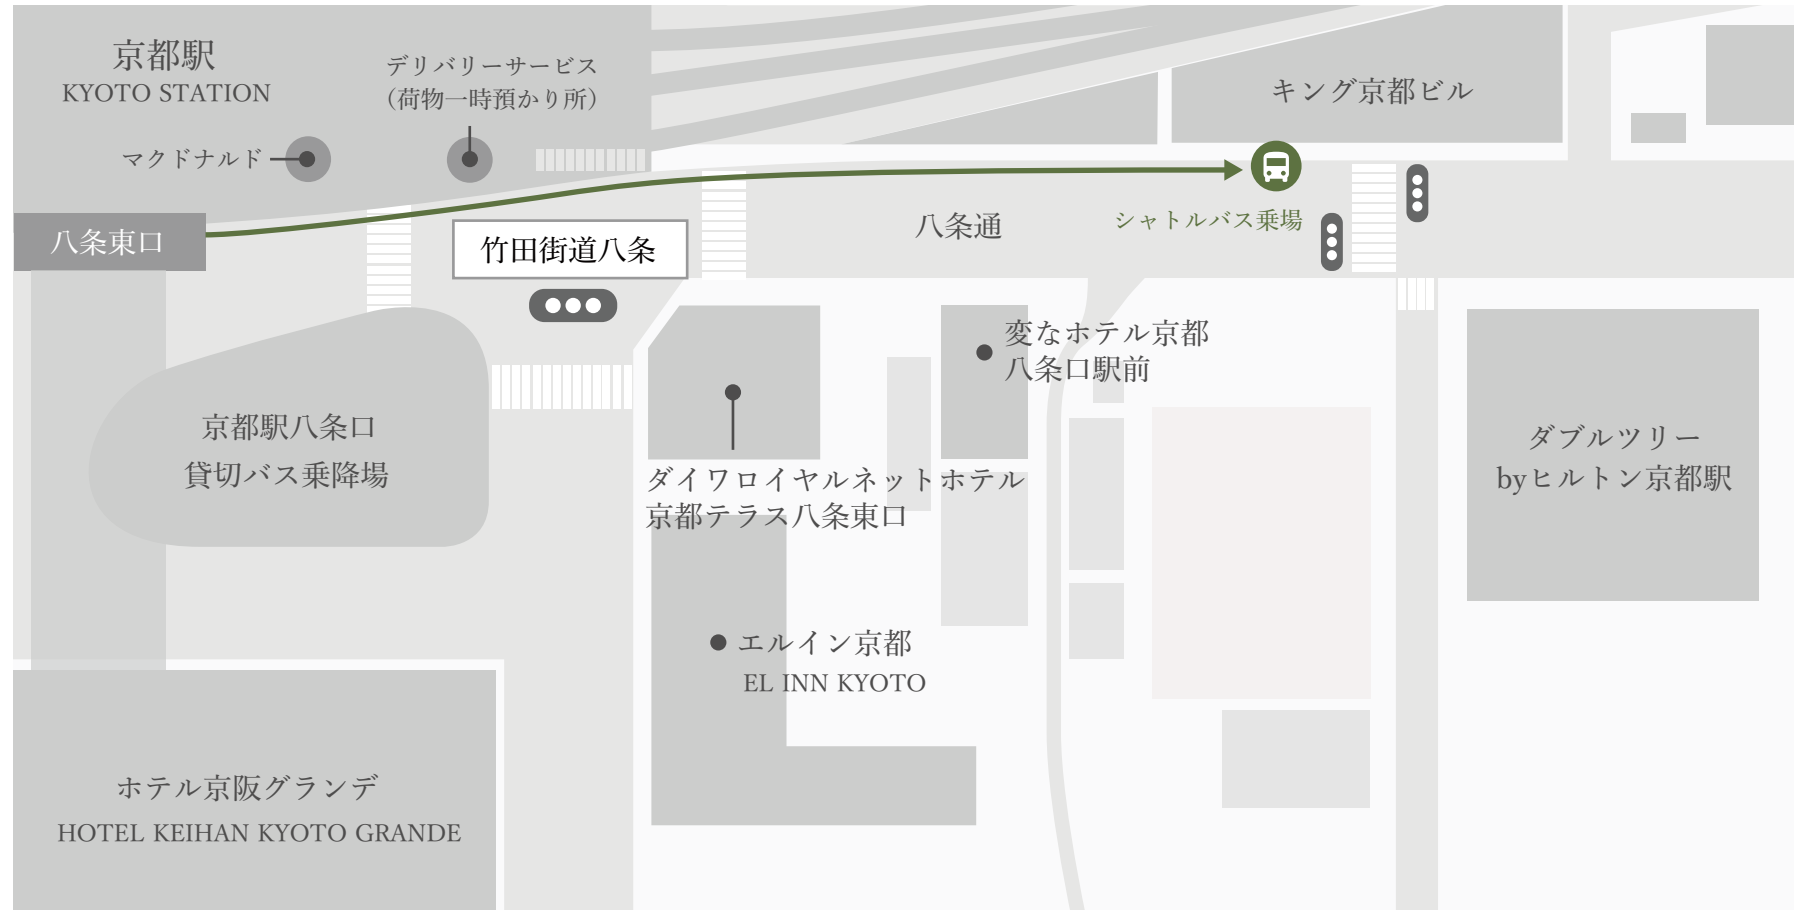 京都駅
KYOTO STATION
デリバリーサービス
（荷物一時預かり所）
マクドナルド
キング京都ビル
八条東口
竹田街道八条
八条通
シャトルバス乗場
変なホテル京都
八条口駅前
京都駅八条口
貸切バス乗降場
ダイワロイヤルネットホテル
京都テラス八条東口
ダブルツリー
byヒルトン京都駅
エルイン京都
EL INN KYOTO
ホテル京阪グランデ
HOTEL KEIHAN KYOTO GRANDE